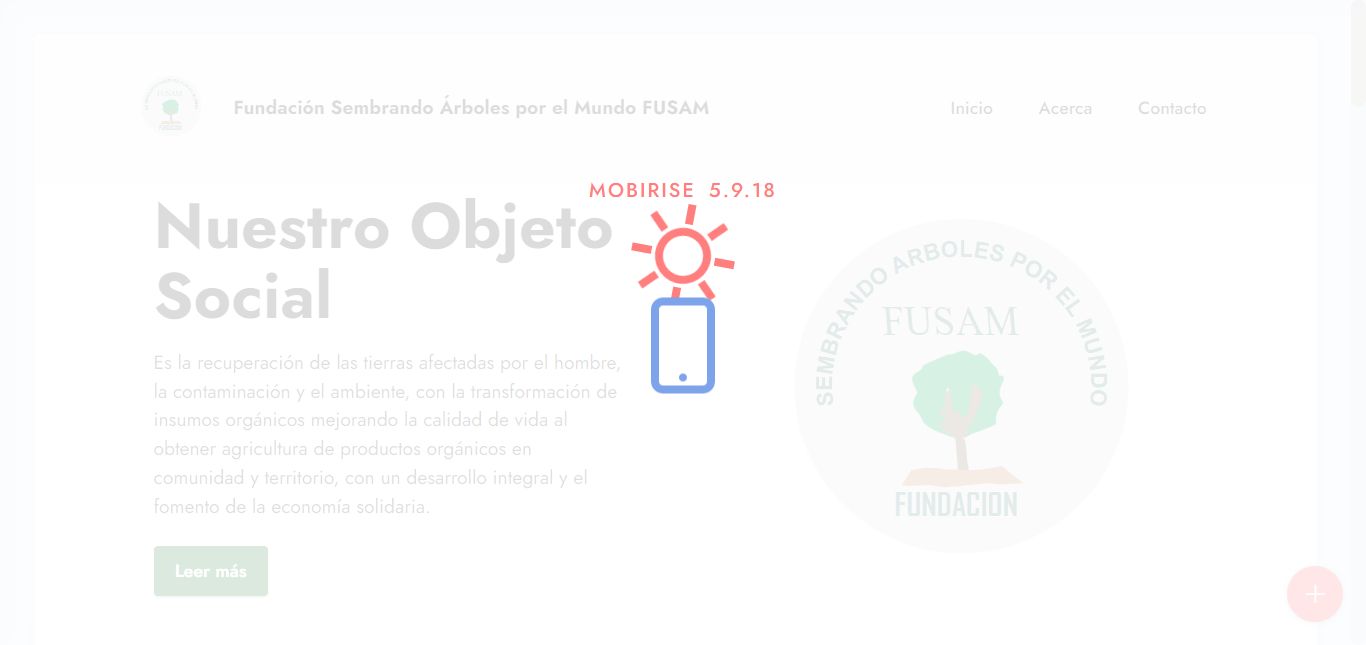 Fundación Sembrando Árboles por el Mundo FUSAM
Inicio
Acerca
Contacto
MOBIRISE 5.9.18
Nuestro Objeto
Social
Es la recuperación de las tierras afectadas por el hombre,
la contaminación y el ambiente, con la transformación de
insumos orgánicos mejorando la calidad de vida al
obtener agricultura de productos orgánicos en
comunidad y territorio, con un desarrollo integral y el
fomento de la economía solidaria.
Leer más
SEMBRANDO ARBOLES POR EL MUNDO
FUSAM
FUNDACION